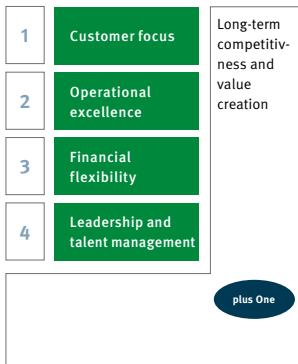 1
Customer focus
2
Operational
excellence
3
Financial
flexibility
4
Leadership and
talent management
Long-term
competitiv-
ness and
value
creation
plus One